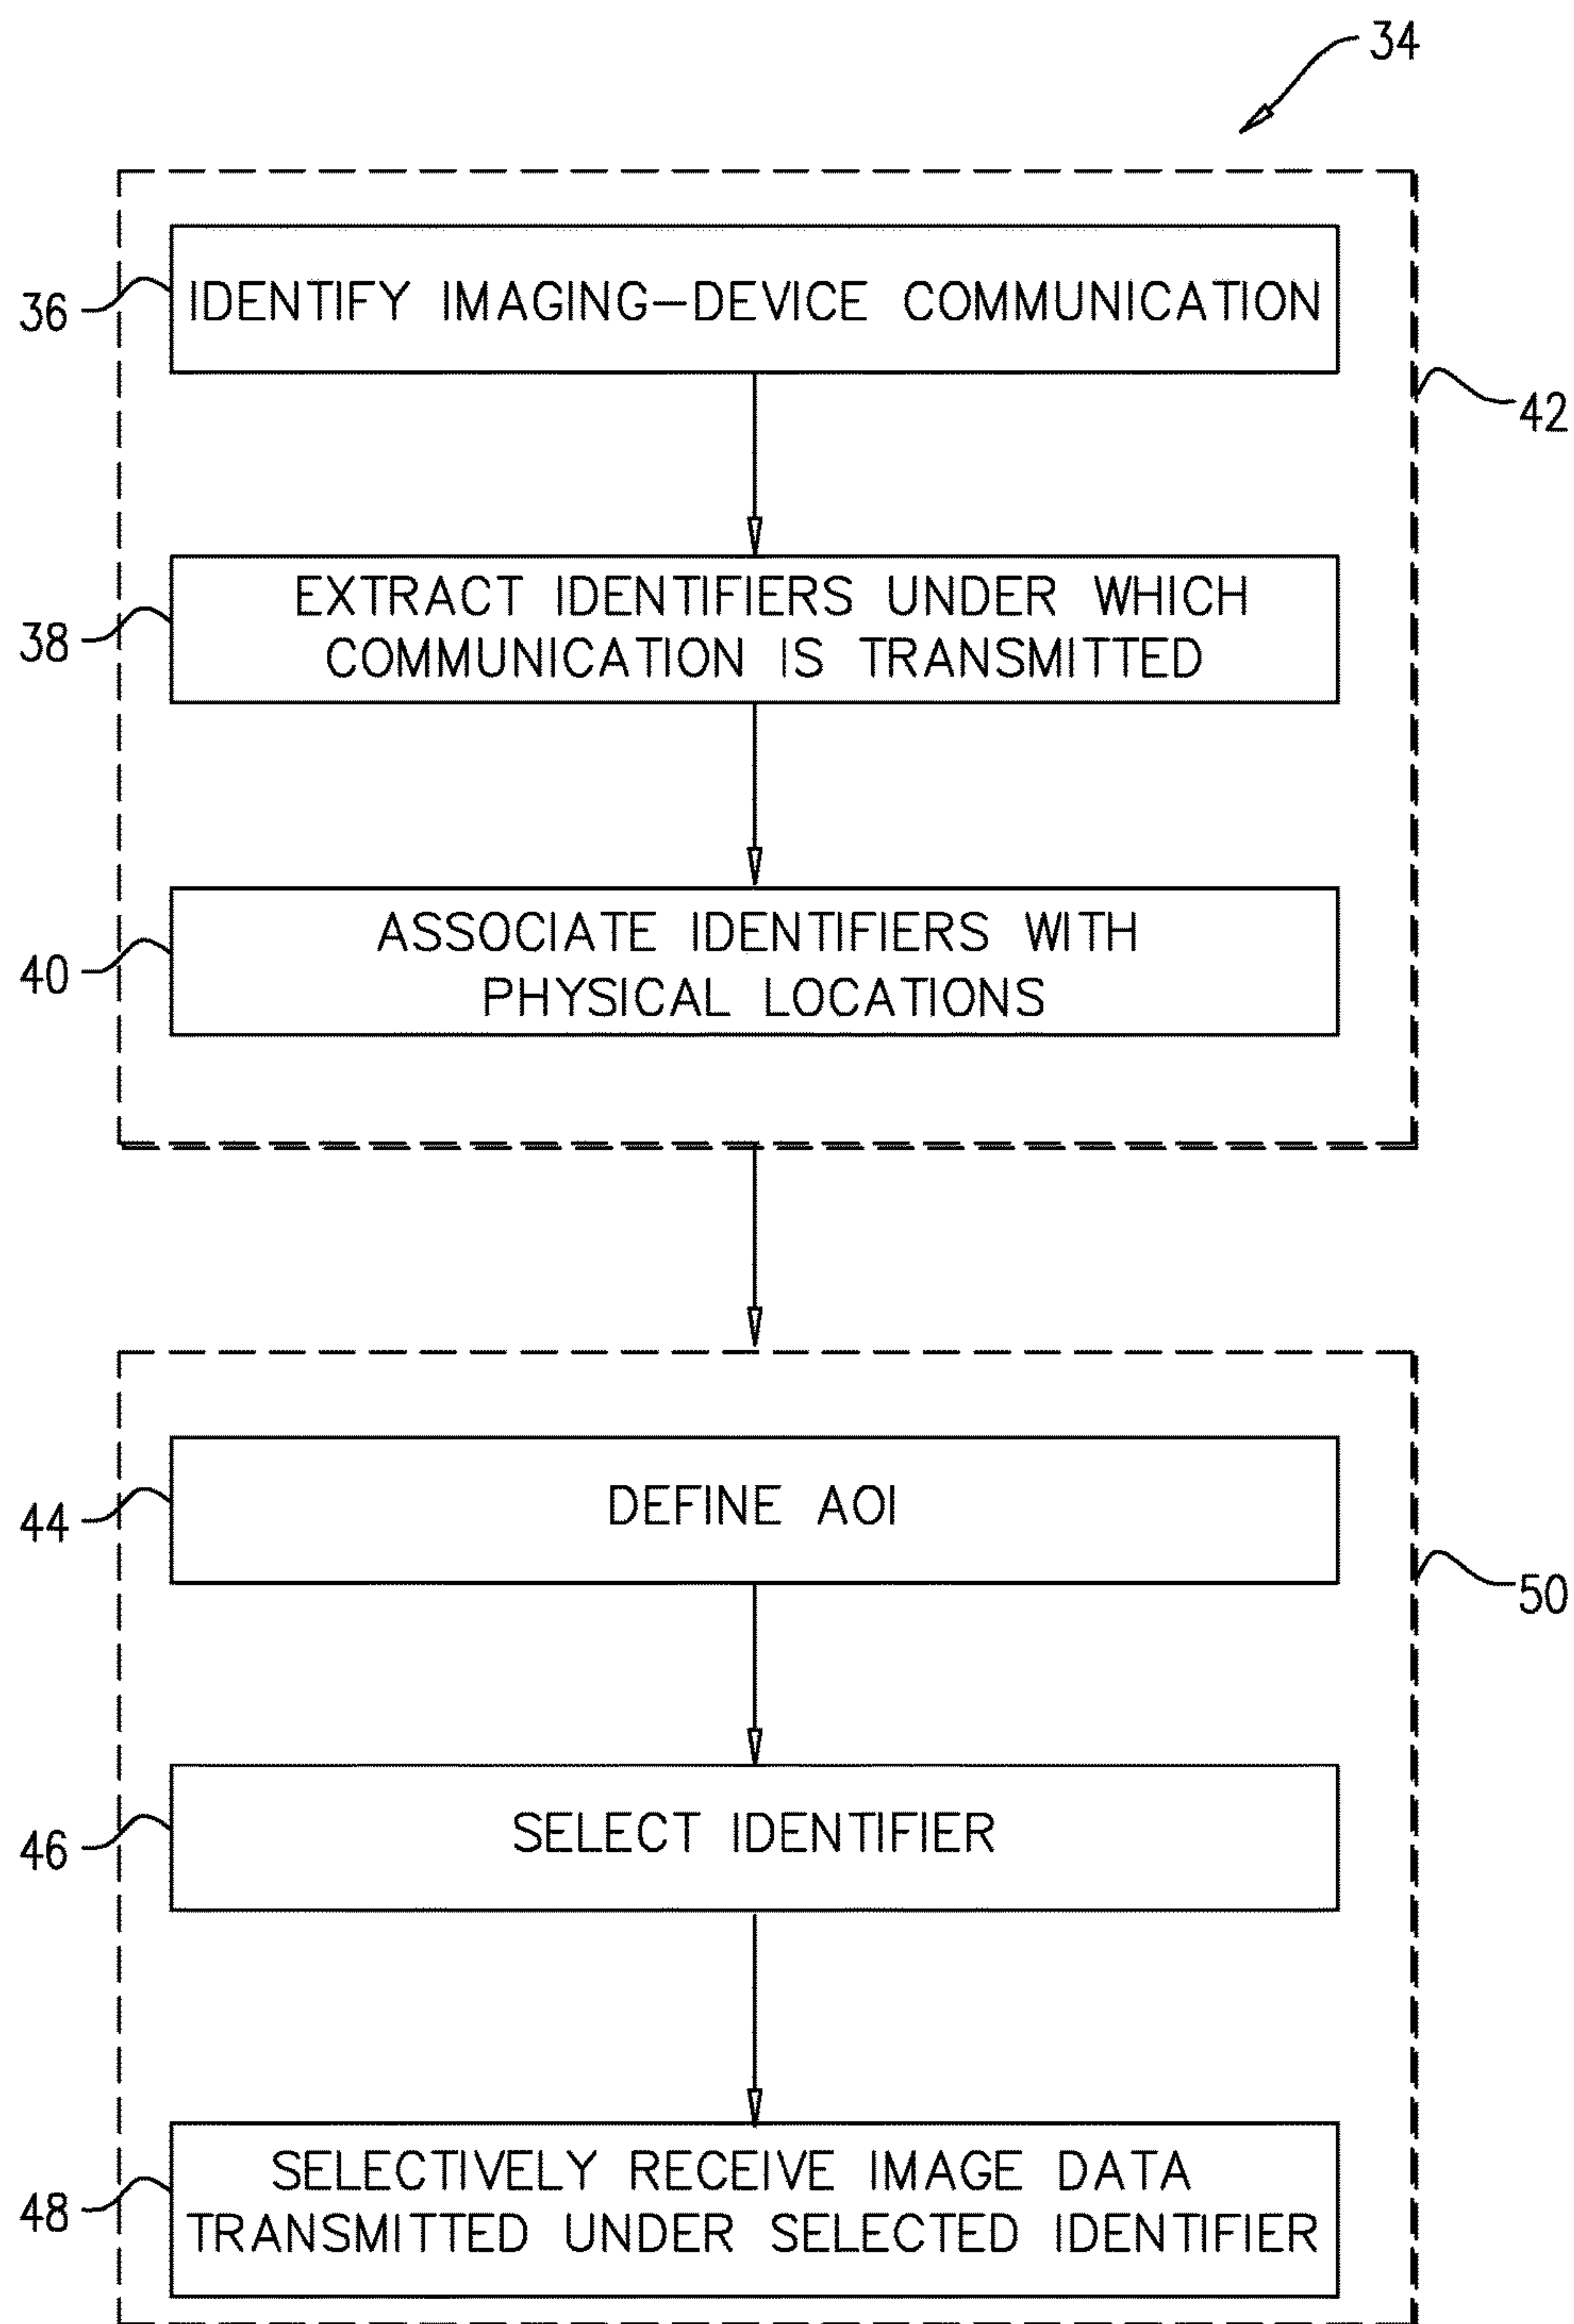 34
36
IDENTIFY IMAGING-DEVICE COMMUNICATION
42
38
EXTRACT IDENTIFIERS UNDER WHICH
COMMUNICATION IS TRANSMITTED
40
ASSOCIATE IDENTIFIERS WITH
PHYSICAL LOCATIONS
44
DEFINE AOI
50
46
SELECT IDENTIFIER
48
SELECTIVELY RECEIVE IMAGE DATA
TRANSMITTED UNDER SELECTED IDENTIFIER